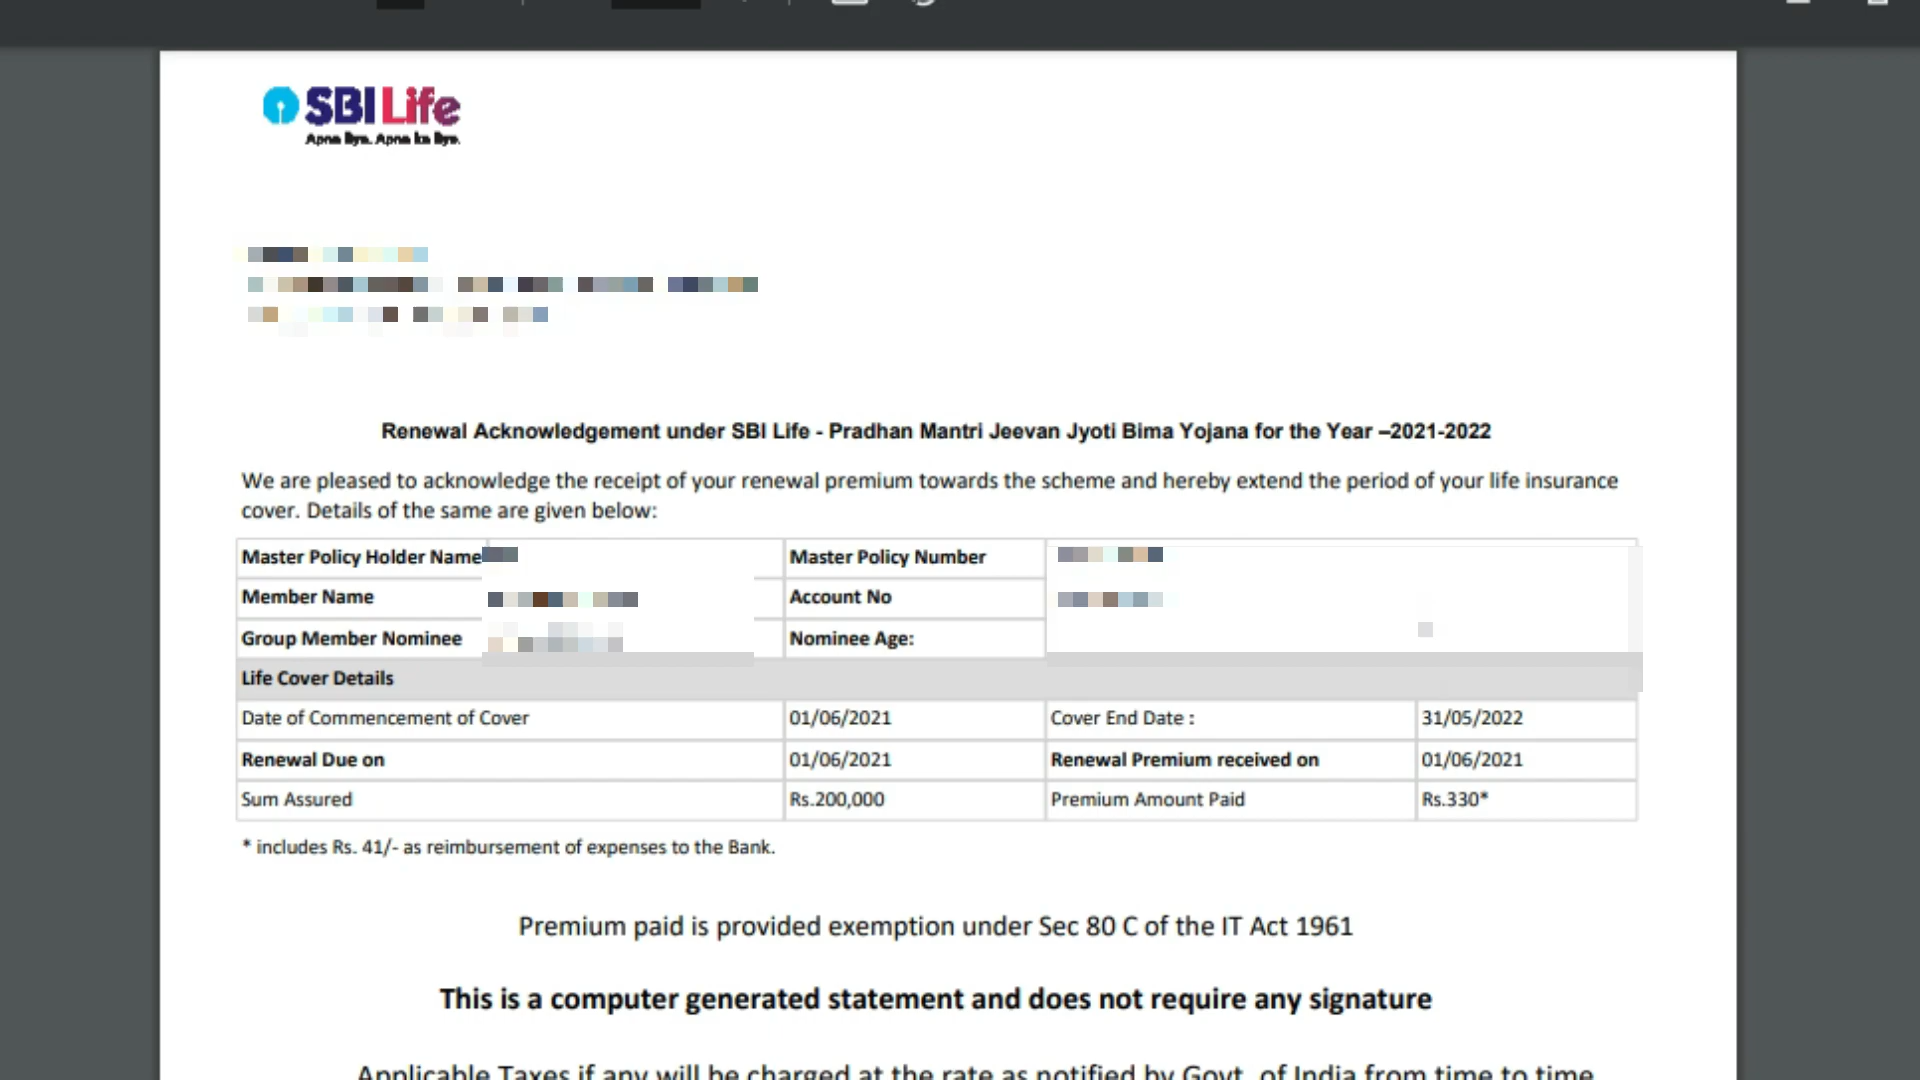 SBI Life
Apne liye. Apno ke liye.
Renewal Acknowledgement under SBI Life - Pradhan Mantri Jeevan Jyoti Bima Yojana for the Year –2021-2022
We are pleased to acknowledge the receipt of your renewal premium towards the scheme and hereby extend the period of your life insurance
cover. Details of the same are given below:
Master Policy Holder Name Master Policy Number
Member Name Account No
Group Member Nominee Nominee Age:
Life Cover Details
Date of Commencement of Cover 01/06/2021 Cover End Date : 31/05/2022
Renewal Due on 01/06/2021 Renewal Premium received on 01/06/2021
Sum Assured Rs.200,000 Premium Amount Paid Rs.330*
* includes Rs. 41/- as reimbursement of expenses to the Bank.
Premium paid is provided exemption under Sec 80 C of the IT Act 1961
This is a computer generated statement and does not require any signature
Applicable Taxes if any will be charged at the rate as notified by Govt. of India from time to time